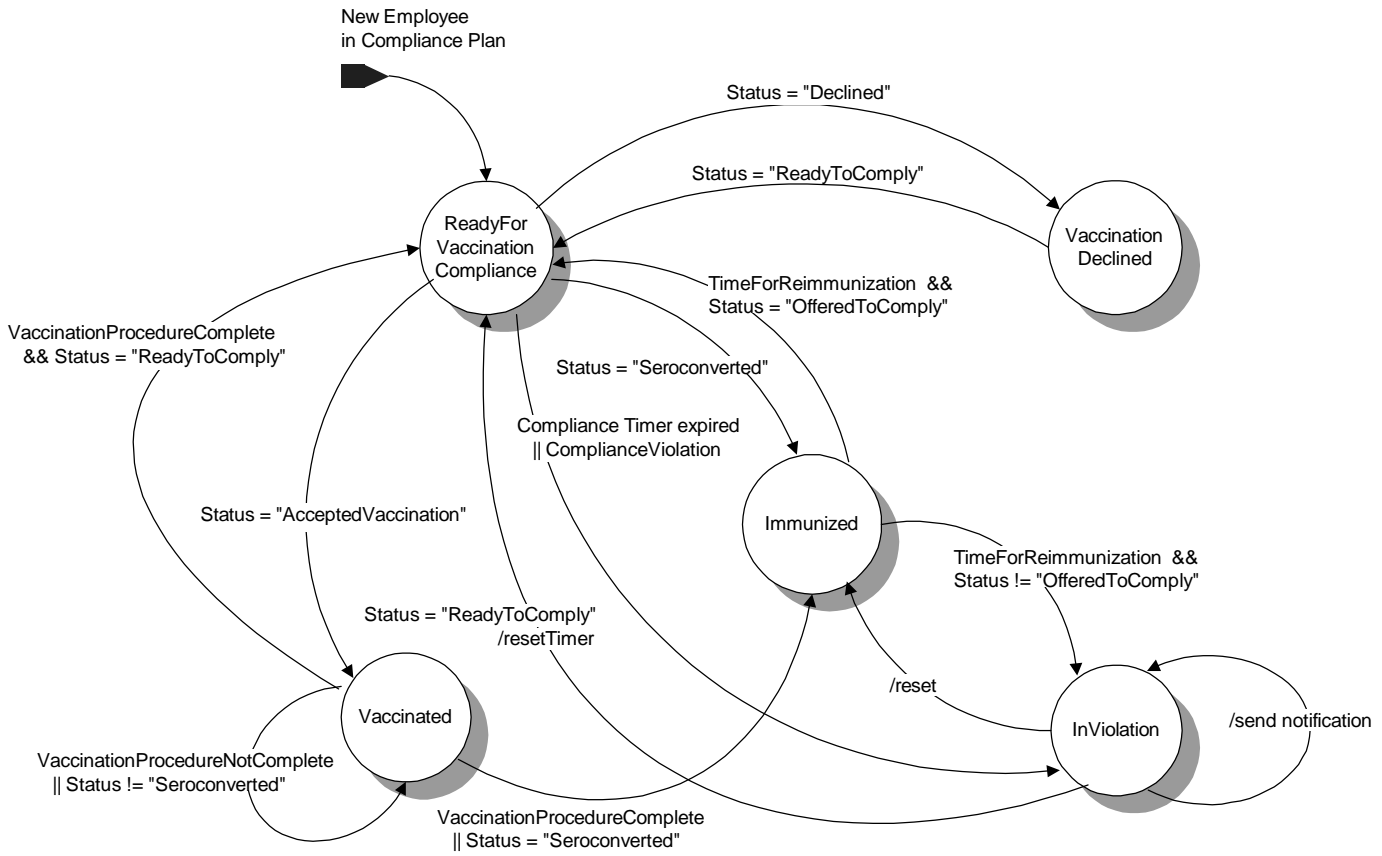 New Employee
in Compliance Plan
Status = "Declined"
Status = "ReadyToComply"
ReadyFor
Vaccination
Compliance
Vaccination
Declined
TimeForReimmunization  &&
Status = "OfferedToComply"
VaccinationProcedureComplete
&& Status = "ReadyToComply"
Status = "Seroconverted"
Compliance Timer expired
|| ComplianceViolation
Status = "AcceptedVaccination"
Immunized
TimeForReimmunization  &&
Status != "OfferedToComply"
Status = "ReadyToComply"
/resetTimer
/reset
Vaccinated
InViolation
/send notification
VaccinationProcedureNotComplete
|| Status != "Seroconverted"
VaccinationProcedureComplete
|| Status = "Seroconverted"